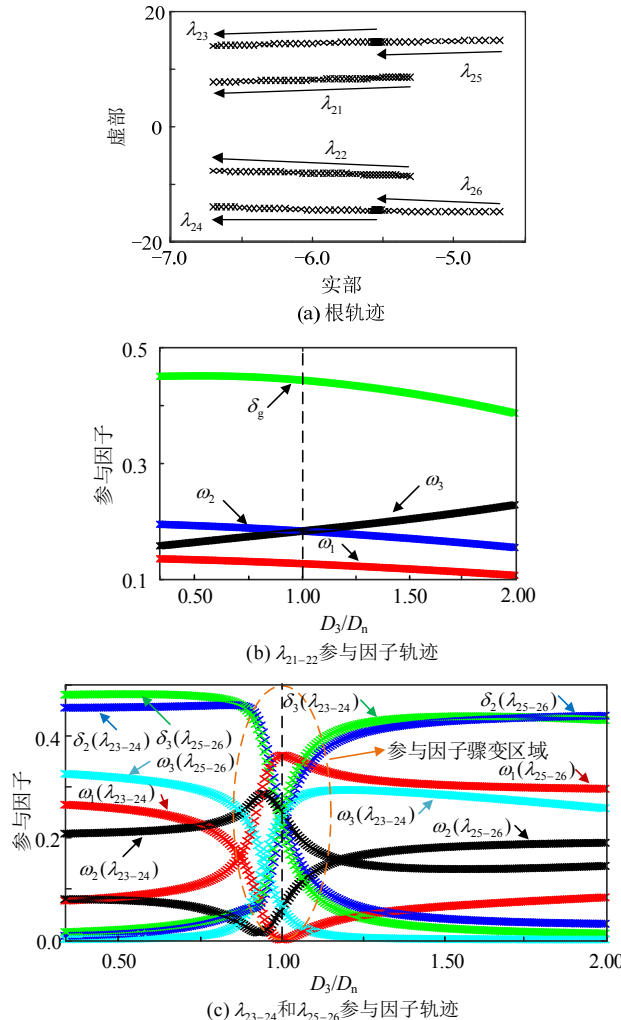 20
λ23
λ25
λ21
0
虚部
λ22
λ26
λ24
−20
−7.0 −6.0 −5.0
实部
(a) 根轨迹
0.5
δg
0.3
参与因子
ω3
ω2
ω1
0.1
0.50 1.00 1.50 2.00
D3/Dn
(b) λ21−22参与因子轨迹
δ3(λ23−24) δ2(λ25−26)
0.4
δ2(λ23−24) δ3(λ25−26)
参与因子骤变区域
ω3(λ25−26)
ω1(λ23−24) ω1(λ25−26)
参与因子
0.2
ω3(λ23−24) ω2(λ25−26)
ω2(λ23−24)
0.0
0.50 1.00 1.50 2.00
D3/Dn
(c) λ23−24和λ25−26参与因子轨迹